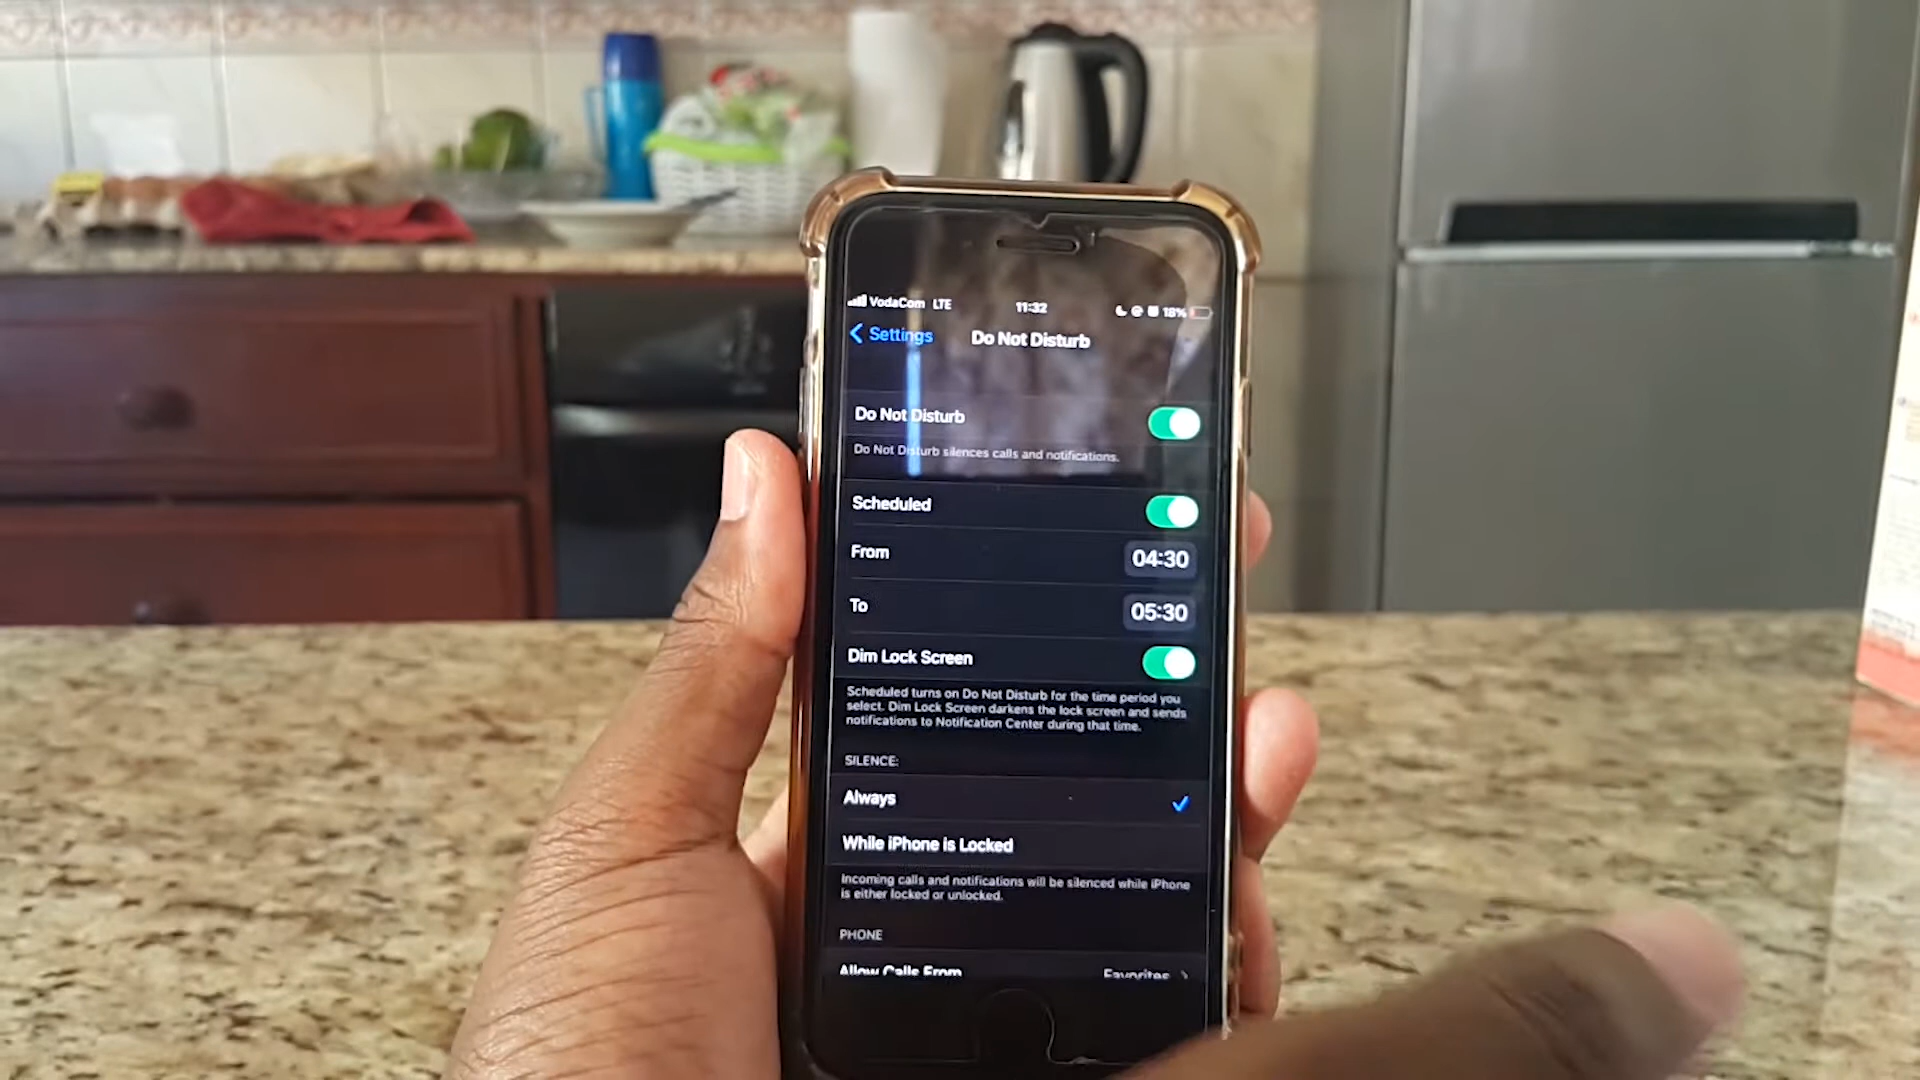 VodaCom LTE 11:32 18%
Settings Do Not Disturb
Do Not Disturb
Do Not Disturb silences calls and notifications.
Scheduled
From 04:30
To 05:30
Dim Lock Screen
Scheduled turns on Do Not Disturb for the time period you
select. Dim Lock Screen darkens the lock screen and sends
notifications to Notification Center during that time.
SILENCE:
Always
While iPhone is Locked
Incoming calls and notifications will be silenced while iPhone
is either locked or unlocked.
PHONE
Allow Calls From Favorites